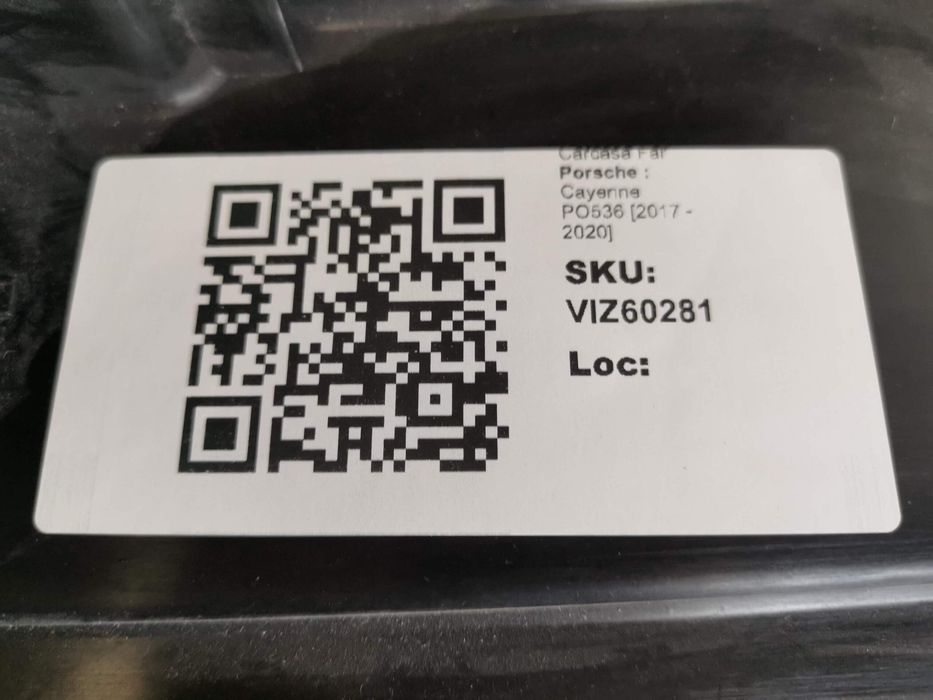 Carcasa Far
Porsche :
Cayenne
PO536 [2017 -
2020]
SKU:
VIZ60281
Loc: